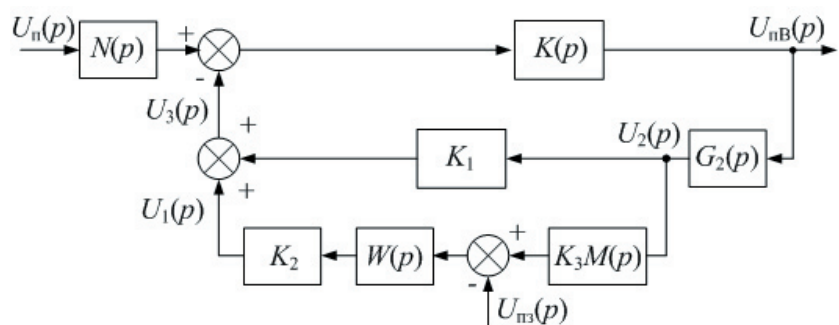 Uп(p)
N(p)
+
-
K(p)
UпВ(p)
U3(p)
+
+
K1
U2(p)
G2(p)
U1(p)
K2
W(p)
+
-
K3M(p)
Uпз(p)